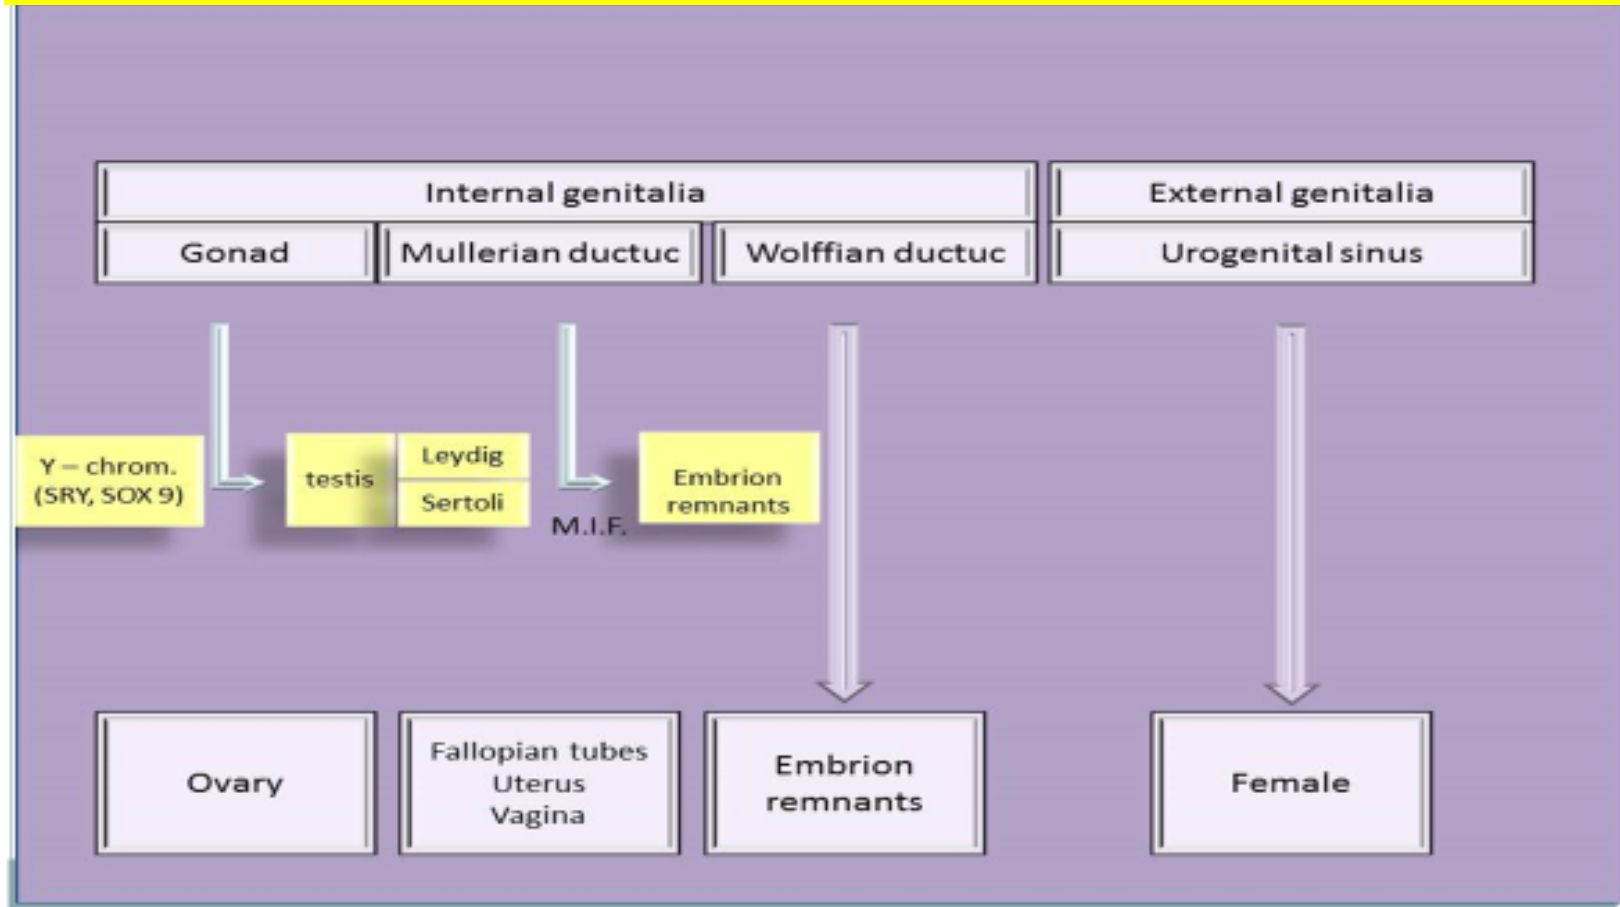 Internal genitalia
External genitalia
Gonad
Mullerian ductuc
Wolffian ductuc
Urogenital sinus
Y – chrom.
(SRY, SOX 9)
testis
Leydig
Sertoli
M.I.F.
Embrion
remnants
Ovary
Fallopian tubes
Uterus
Vagina
Embrion
remnants
Female